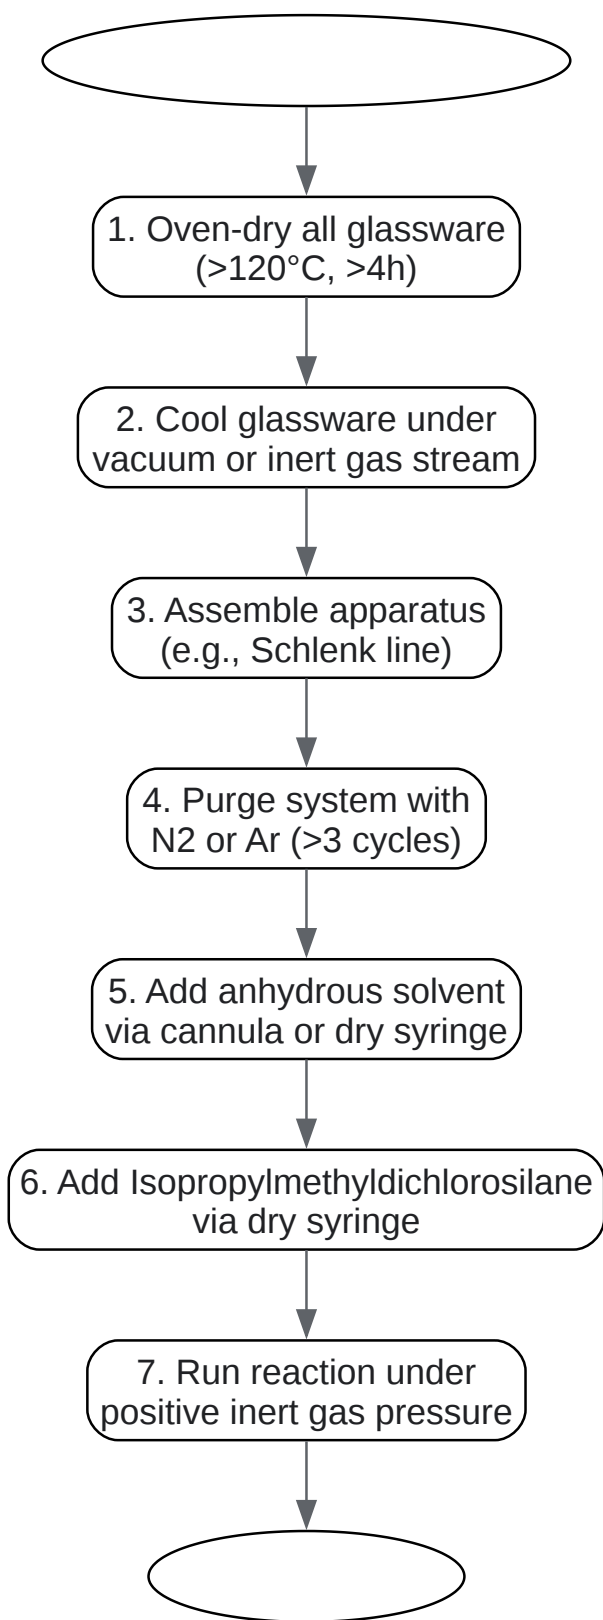 1. Oven-dry all glassware
(>120°C, >4h)
2. Cool glassware under
vacuum or inert gas stream
3. Assemble apparatus
(e.g., Schlenk line)
4. Purge system with
N2 or Ar (>3 cycles)
5. Add anhydrous solvent
via cannula or dry syringe
6. Add Isopropylmethyldichlorosilane
via dry syringe
7. Run reaction under
positive inert gas pressure